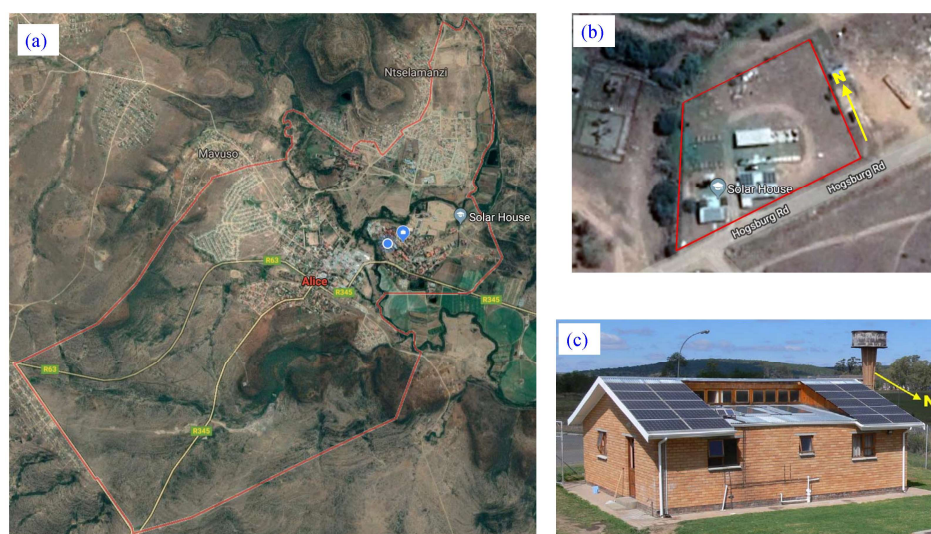 (a)
Ntselamanzi
Mavuso
Solar House
R63
Alice
R345
R345
R63
R345
(b)
N
Solar House
Hogsburg Rd
Hogsburg Rd
(c)
N